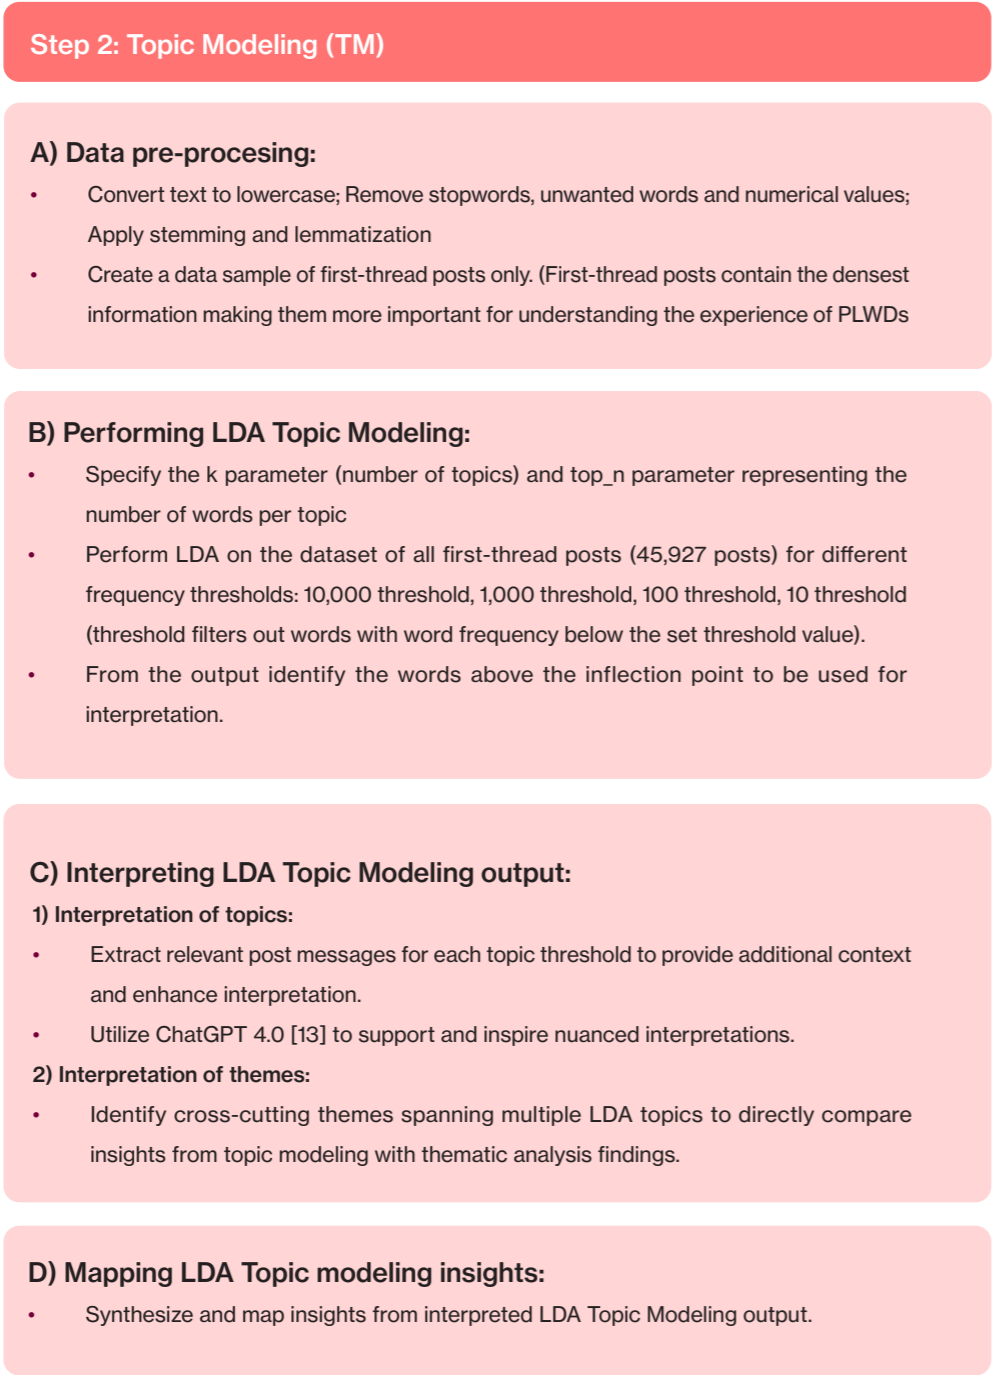 Step 2: Topic Modeling (TM)
A) Data pre-procesing:
• Convert text to lowercase; Remove stopwords, unwanted words and numerical values;
Apply stemming and lemmatization
• Create a data sample of first-thread posts only. (First-thread posts contain the densest
information making them more important for understanding the experience of PLWDs
B) Performing LDA Topic Modeling:
• Specify the k parameter (number of topics) and top_n parameter representing the
number of words per topic
• Perform LDA on the dataset of all first-thread posts (45,927 posts) for different
frequency thresholds: 10,000 threshold, 1,000 threshold, 100 threshold, 10 threshold
(threshold filters out words with word frequency below the set threshold value).
• From the output identify the words above the inflection point to be used for
interpretation.
C) Interpreting LDA Topic Modeling output:
1) Interpretation of topics:
• Extract relevant post messages for each topic threshold to provide additional context
and enhance interpretation.
• Utilize ChatGPT 4.0 [13] to support and inspire nuanced interpretations.
2) Interpretation of themes:
• Identify cross-cutting themes spanning multiple LDA topics to directly compare
insights from topic modeling with thematic analysis findings.
D) Mapping LDA Topic modeling insights:
• Synthesize and map insights from interpreted LDA Topic Modeling output.